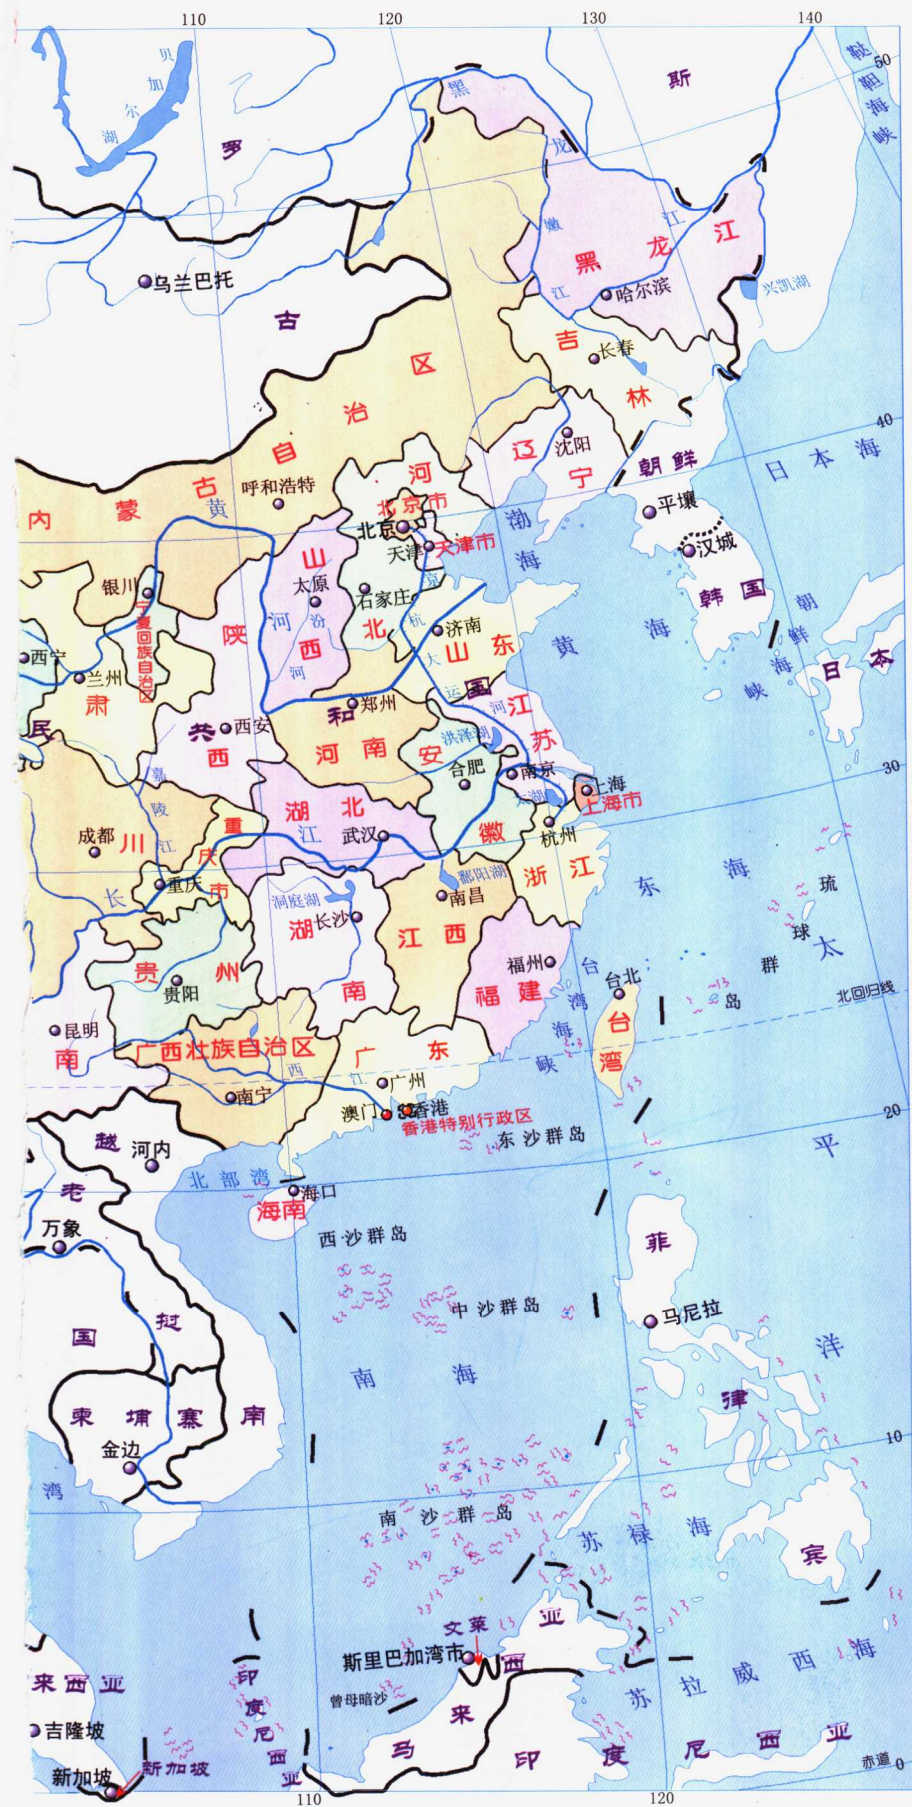 110
120
130
140
50
贝加尔湖
鞑靼海峡
斯
黑
罗
龙
嫩
江
黑龙江
乌兰巴托
江
哈尔滨
兴凯湖
古
吉林
长春
区
治
自
古
蒙
内
辽宁
沈阳
40
日本海
朝鲜
河
呼和浩特
黄
北京市
北京
渤海
平壤
天津
天津市
汉城
山西
太原
银川
宁夏回族自治区
石家庄
京
韩国
朝鲜海峡
陕
河
汾
河
北
杭
济南
黄海
西宁
大
山东
兰州
日本
肃
运
国
河
江苏
民
共
西安
和
郑州
西
河南
安
洪泽湖
嘉
合肥
南京
上海
30
太湖
上海市
陵
湖北
成都
川
重庆市
江
江
武汉
徽
杭州
重庆
鄱阳湖
浙江
东海
长
洞庭湖
长沙
南昌
琉球群岛
湖南
江西
太
贵州
福州
台湾海峡
台北
贵阳
福建
北回归线
昆明
台湾
南
广西壮族自治区
广东
西
江
南宁
广州
澳门
香港
香港特别行政区
20
越
河内
东沙群岛
平
北部湾
老
海口
海南
万象
西沙群岛
菲
中沙群岛
马尼拉
国
挝
洋
南海
柬埔寨
南
律
金边
10
湾
南沙群岛
苏禄海
宾
文莱
亚
斯里巴加湾市
西
来西亚
印度尼西亚
曾母暗沙
来
苏拉威西海
吉隆坡
马
新加坡
新加坡
印度尼西亚
赤道
0
110
120